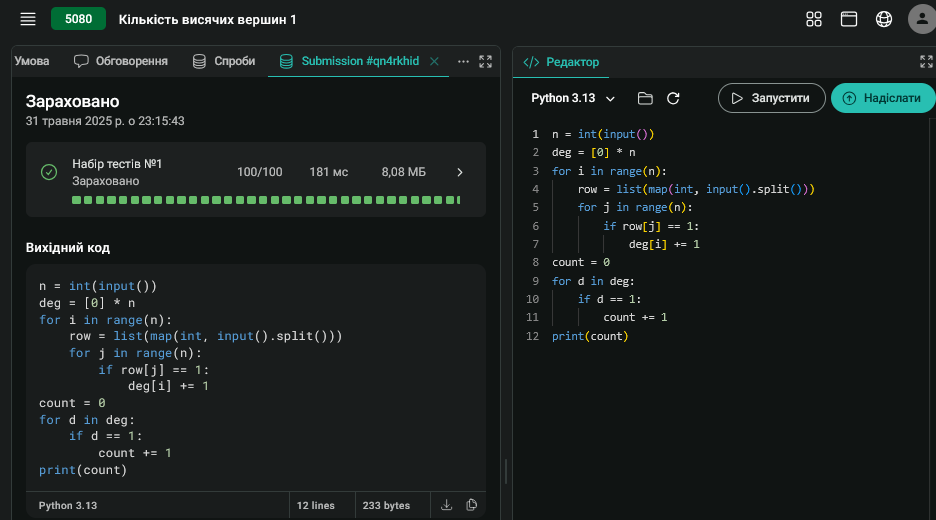 5080 Кількість висячих вершин 1
Умова Обговорення Спроби Submission #qn4rkhid
Зараховано
31 травня 2025 р. о 23:15:43
Набір тестів №1
Зараховано
100/100 181 мс 8,08 МБ
Вихідний код
n = int(input())
deg = [0] * n
for i in range(n):
    row = list(map(int, input().split()))
    for j in range(n):
        if row[j] == 1:
            deg[i] += 1
count = 0
for d in deg:
    if d == 1:
        count += 1
print(count)
Python 3.13 12 lines 233 bytes
Редактор
Python 3.13 Запустити Надіслати
1 n = int(input())
2 deg = [0] * n
3 for i in range(n):
4     row = list(map(int, input().split()))
5     for j in range(n):
6         if row[j] == 1:
7             deg[i] += 1
8 count = 0
9 for d in deg:
10     if d == 1:
11         count += 1
12 print(count)